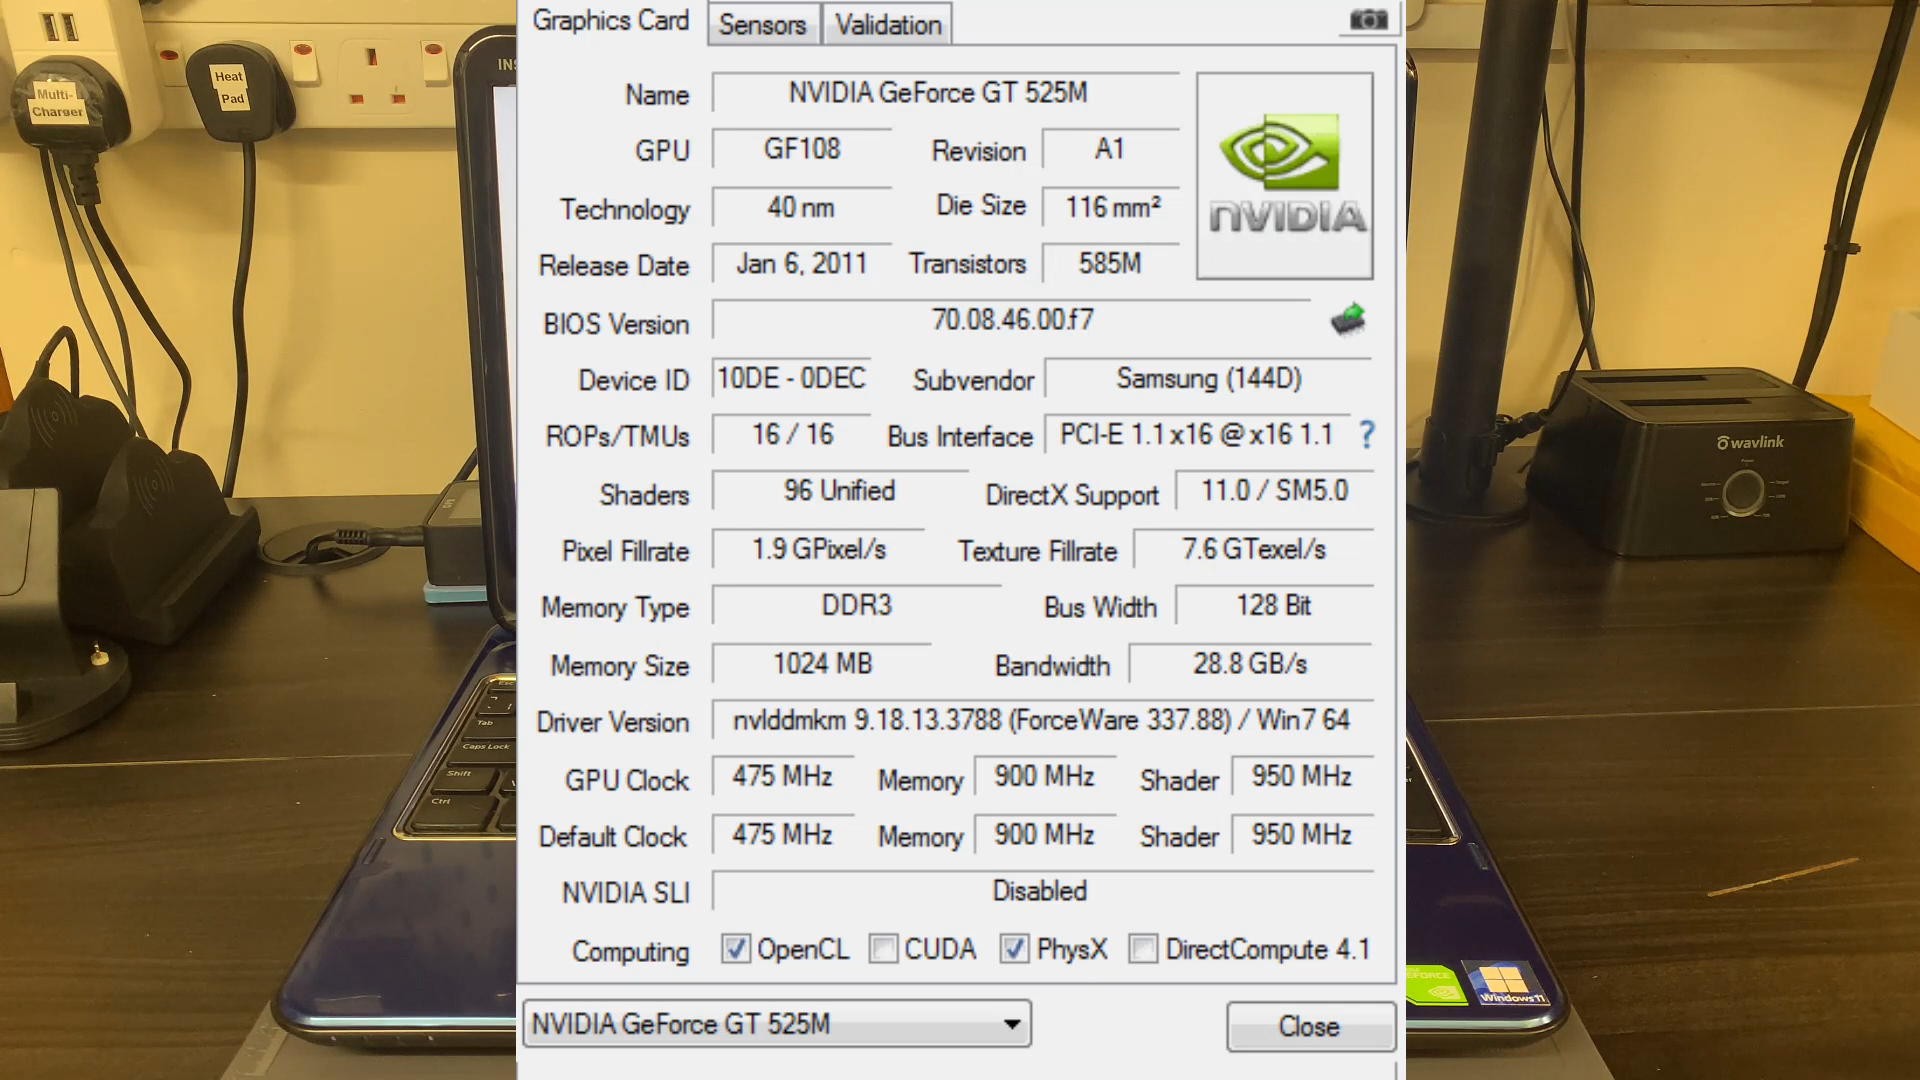 Graphics Card Sensors Validation
Name NVIDIA GeForce GT 525M
GPU GF108 Revision A1
Technology 40 nm Die Size 116 mm²
nVIDIA
Release Date Jan 6, 2011 Transistors 585M
BIOS Version 70.08.46.00.f7
Device ID 10DE - 0DEC Subvendor Samsung (144D)
ROPs/TMUs 16 / 16 Bus Interface PCI-E 1.1 x16 @ x16 1.1 ?
Shaders 96 Unified DirectX Support 11.0 / SM5.0
Pixel Fillrate 1.9 GPixel/s Texture Fillrate 7.6 GTexel/s
Memory Type DDR3 Bus Width 128 Bit
Memory Size 1024 MB Bandwidth 28.8 GB/s
Driver Version nvlddmkm 9.18.13.3788 (ForceWare 337.88) / Win7 64
GPU Clock 475 MHz Memory 900 MHz Shader 950 MHz
Default Clock 475 MHz Memory 900 MHz Shader 950 MHz
NVIDIA SLI Disabled
Computing OpenCL CUDA PhysX DirectCompute 4.1
NVIDIA GeForce GT 525M Close
Multi-
Charger
Heat
Pad
INS
wavlink
Esc
Tab
Caps Lock
Shift
Ctrl
Windows 11